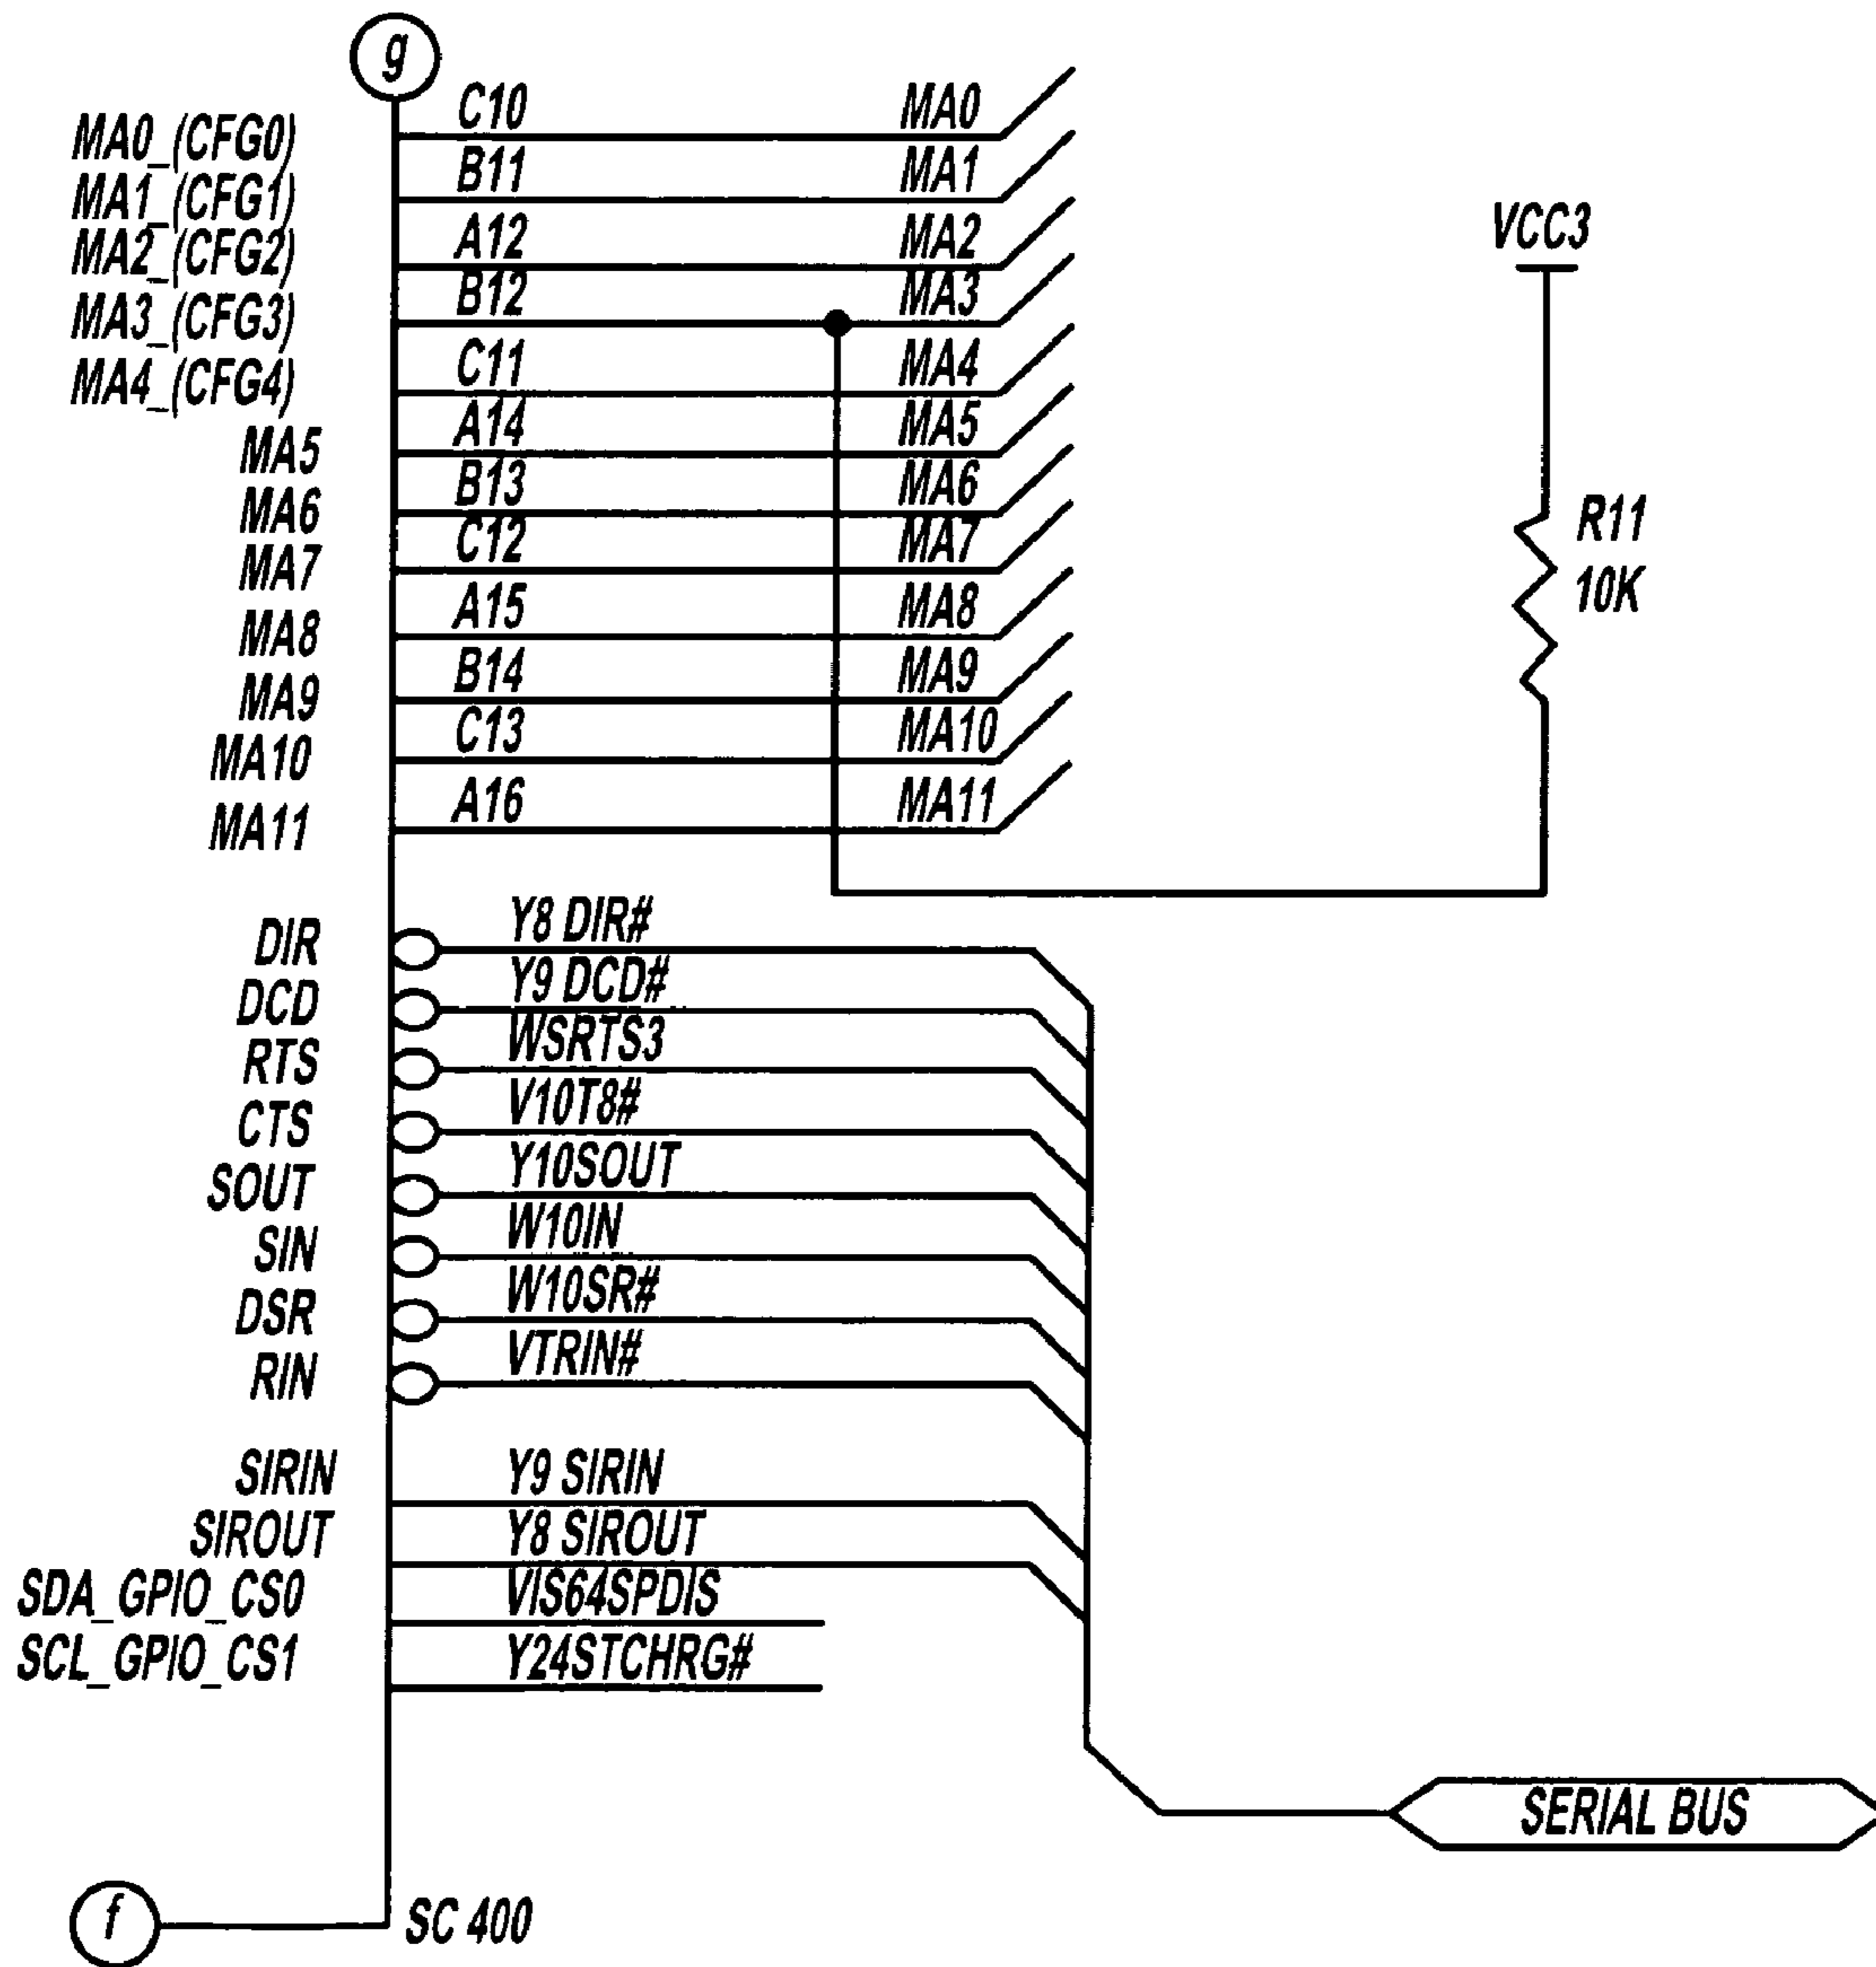 g
MA0_(CFG0) C10 MA0
MA1_(CFG1) B11 MA1
MA2_(CFG2) A12 MA2
MA3_(CFG3) B12 MA3
MA4_(CFG4) C11 MA4
MA5 A14 MA5
MA6 B13 MA6
MA7 C12 MA7
MA8 A15 MA8
MA9 B14 MA9
MA10 C13 MA10
MA11 A16 MA11
VCC3
R11
10K
DIR Y8 DIR#
DCD Y9 DCD#
RTS WSRTS3
CTS V10T8#
SOUT Y10SOUT
SIN W10IN
DSR W10SR#
RIN VTRIN#
SIRIN Y9 SIRIN
SIROUT Y8 SIROUT
SDA_GPIO_CS0 VIS64SPDIS
SCL_GPIO_CS1 Y24STCHRG#
SERIAL BUS
f SC 400